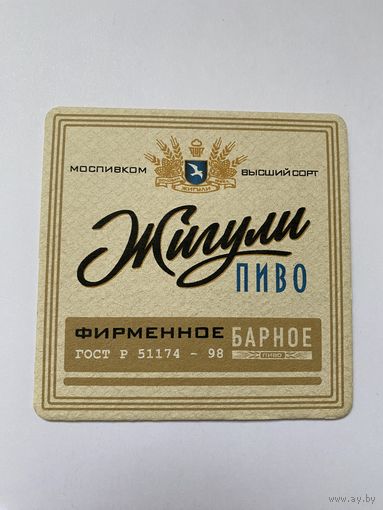 МОСПИВКОМ ВЫСШИЙ СОРТ
ЖИГУЛИ
Жигули
ПИВО
ФИРМЕННОЕ БАРНОЕ
ГОСТ Р 51174 - 98 ПИВО
www.ay.by